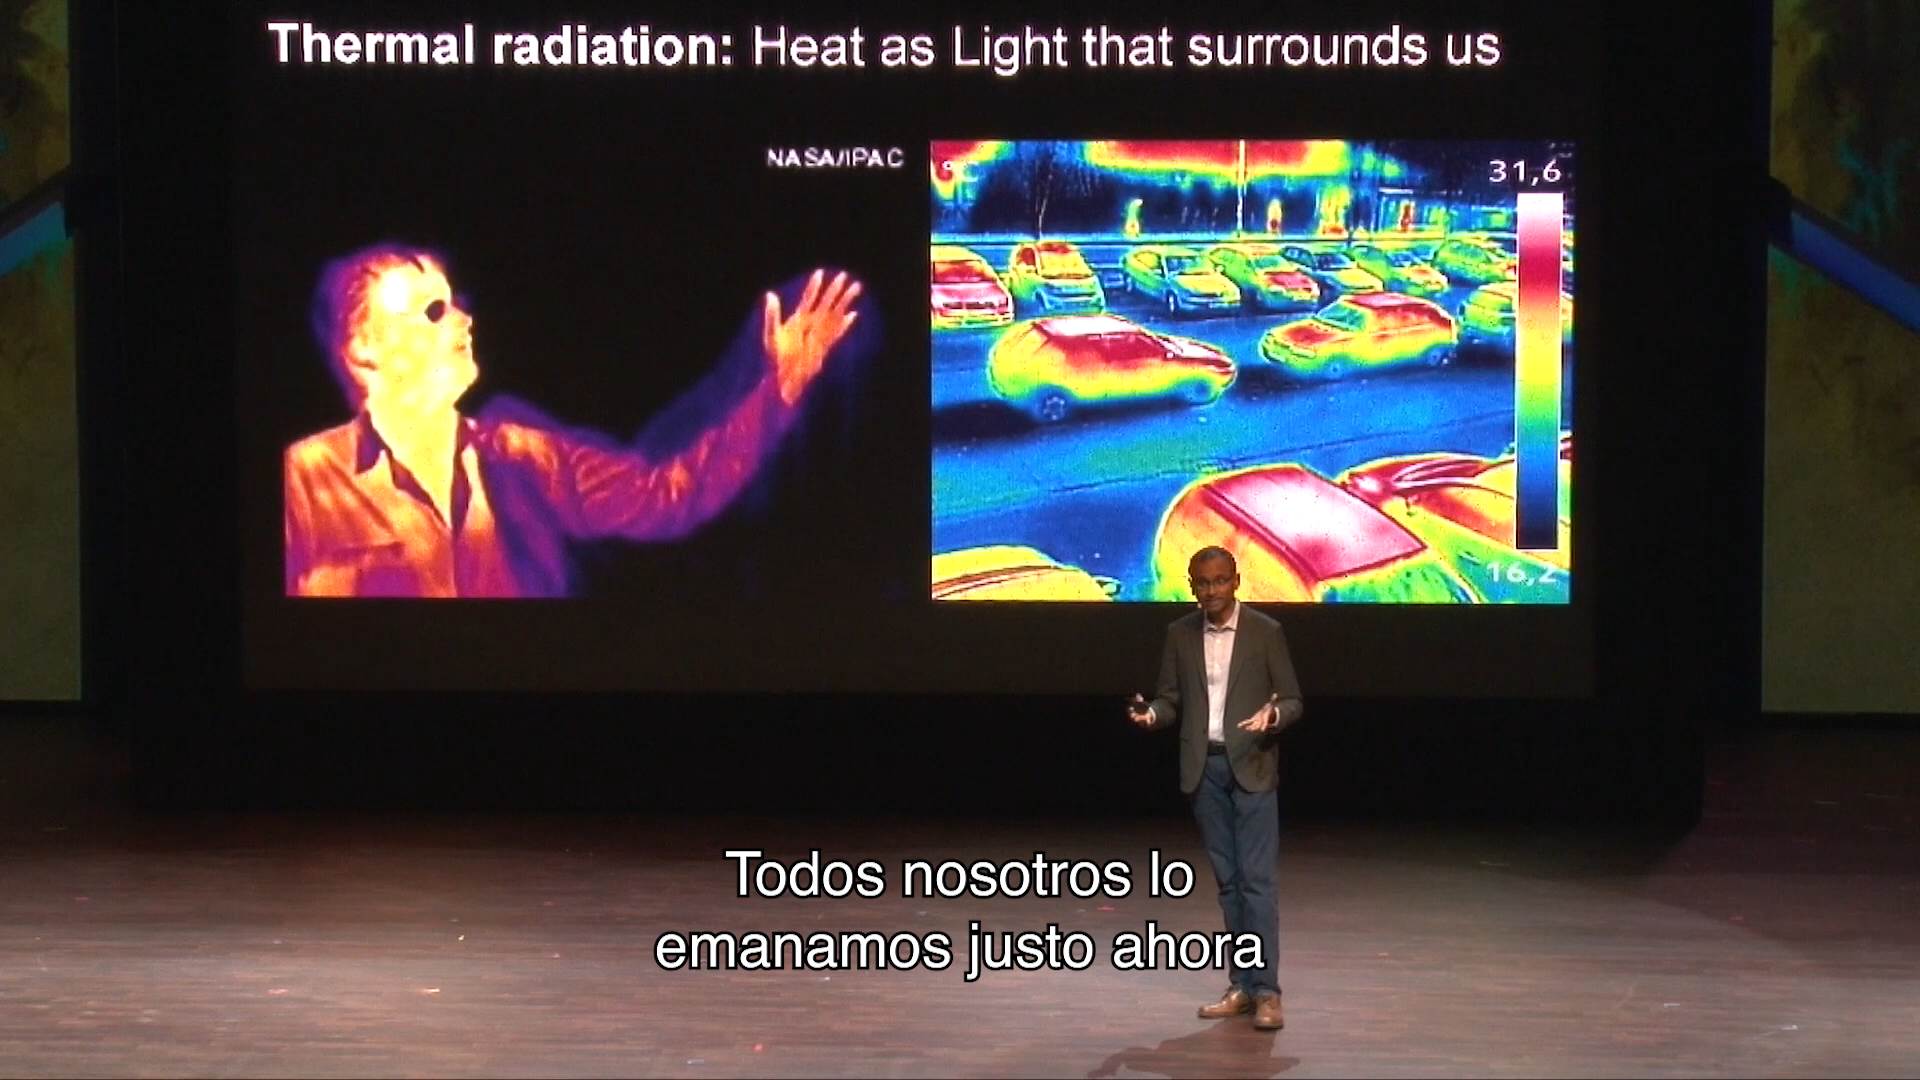 Thermal radiation: Heat as Light that surrounds us
NASA/IPAC
°C
31,6
16,2
Todos nosotros lo
emanamos justo ahora